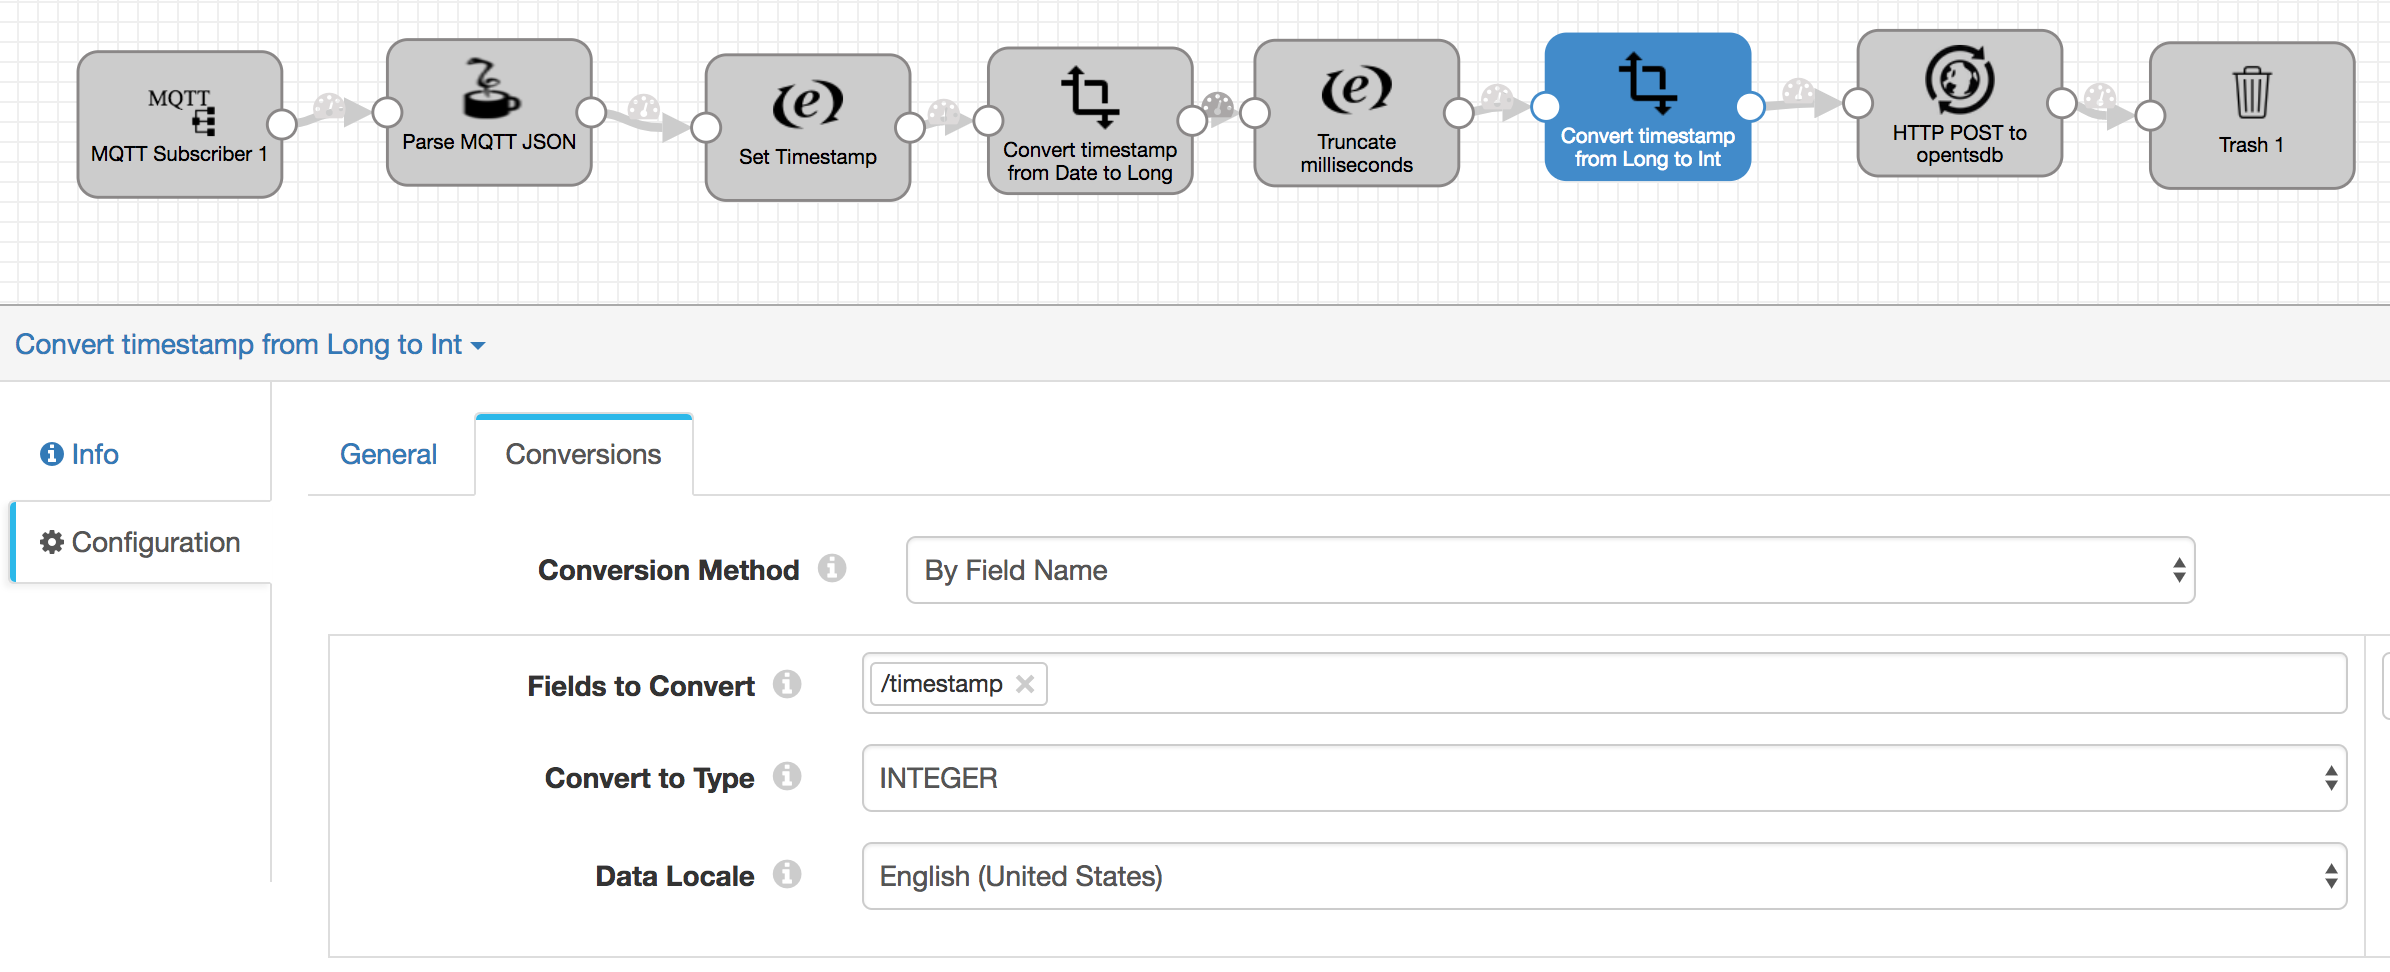 MQTT
MQTT Subscriber 1
Parse MQTT JSON
(e)
Set Timestamp
Convert timestamp
from Date to Long
(e)
Truncate
milliseconds
Convert timestamp
from Long to Int
HTTP POST to
opentsdb
Trash 1
Convert timestamp from Long to Int
Info
Configuration
General
Conversions
Conversion Method
By Field Name
Fields to Convert
/timestamp
Convert to Type
INTEGER
Data Locale
English (United States)